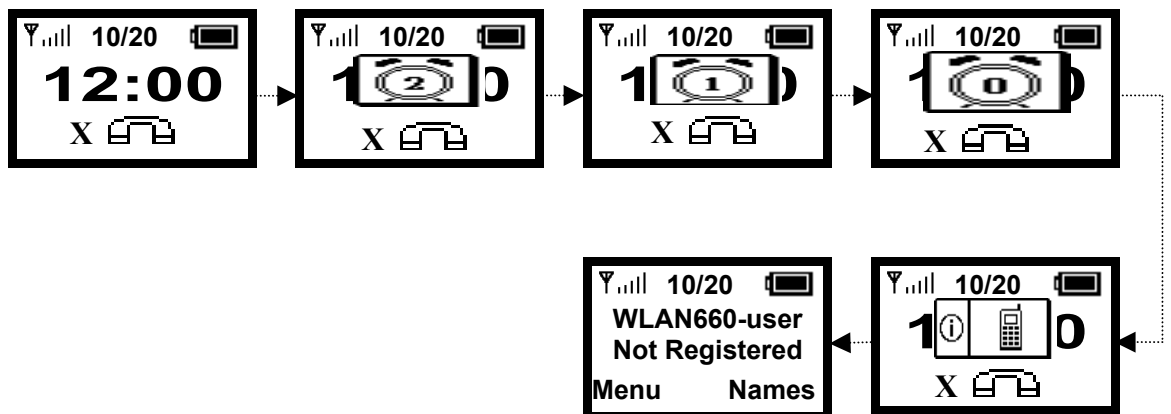 10/20
12:00
X
10/20
1 2 0
X
10/20
1 1 0
X
10/20
1 0 0
X
10/20
WLAN660-user
Not Registered
Menu Names
10/20
1 i 0
X